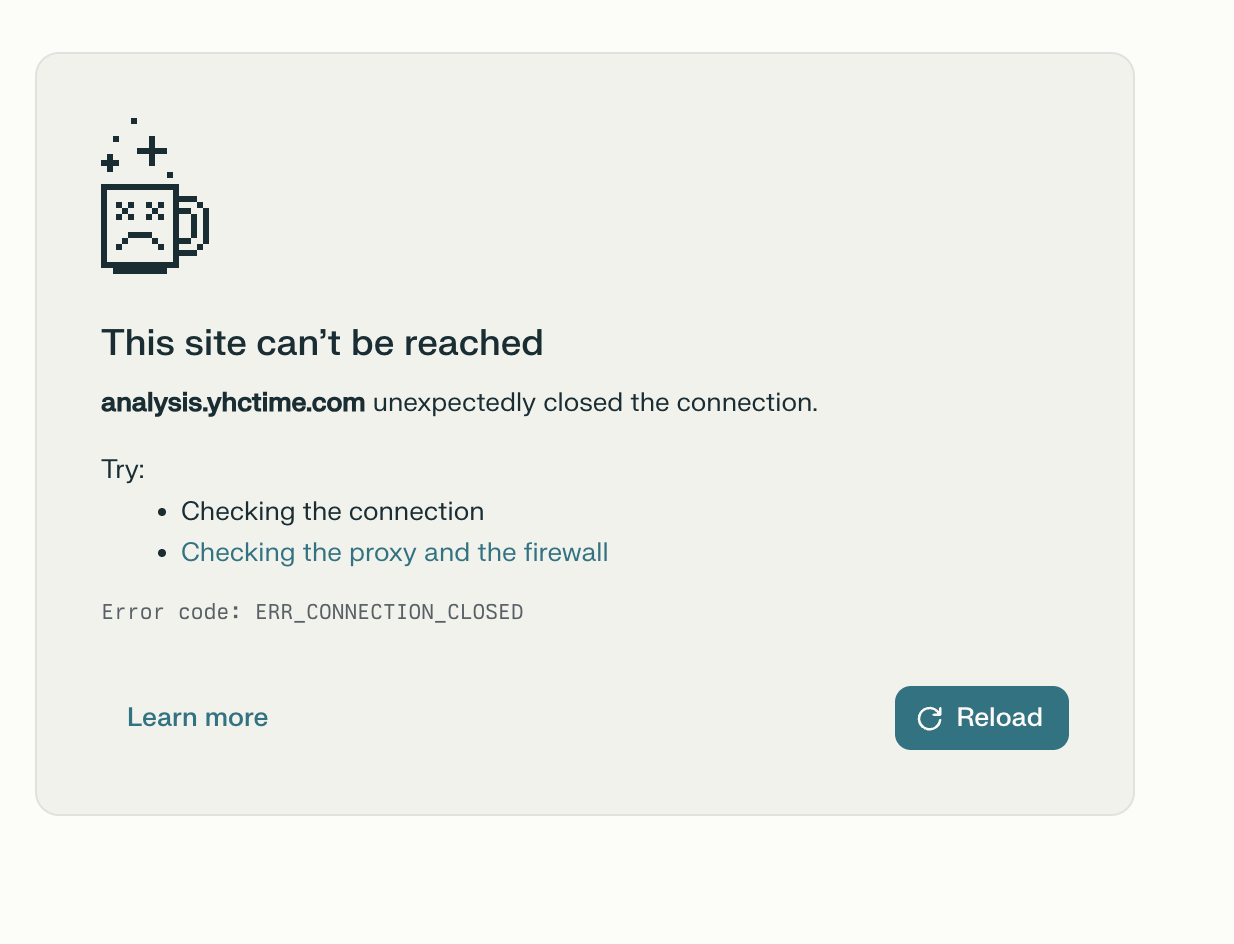 This site can’t be reached
analysis.yhctime.com unexpectedly closed the connection.
Try:
• Checking the connection
• Checking the proxy and the firewall
Error code: ERR_CONNECTION_CLOSED
Learn more
Reload